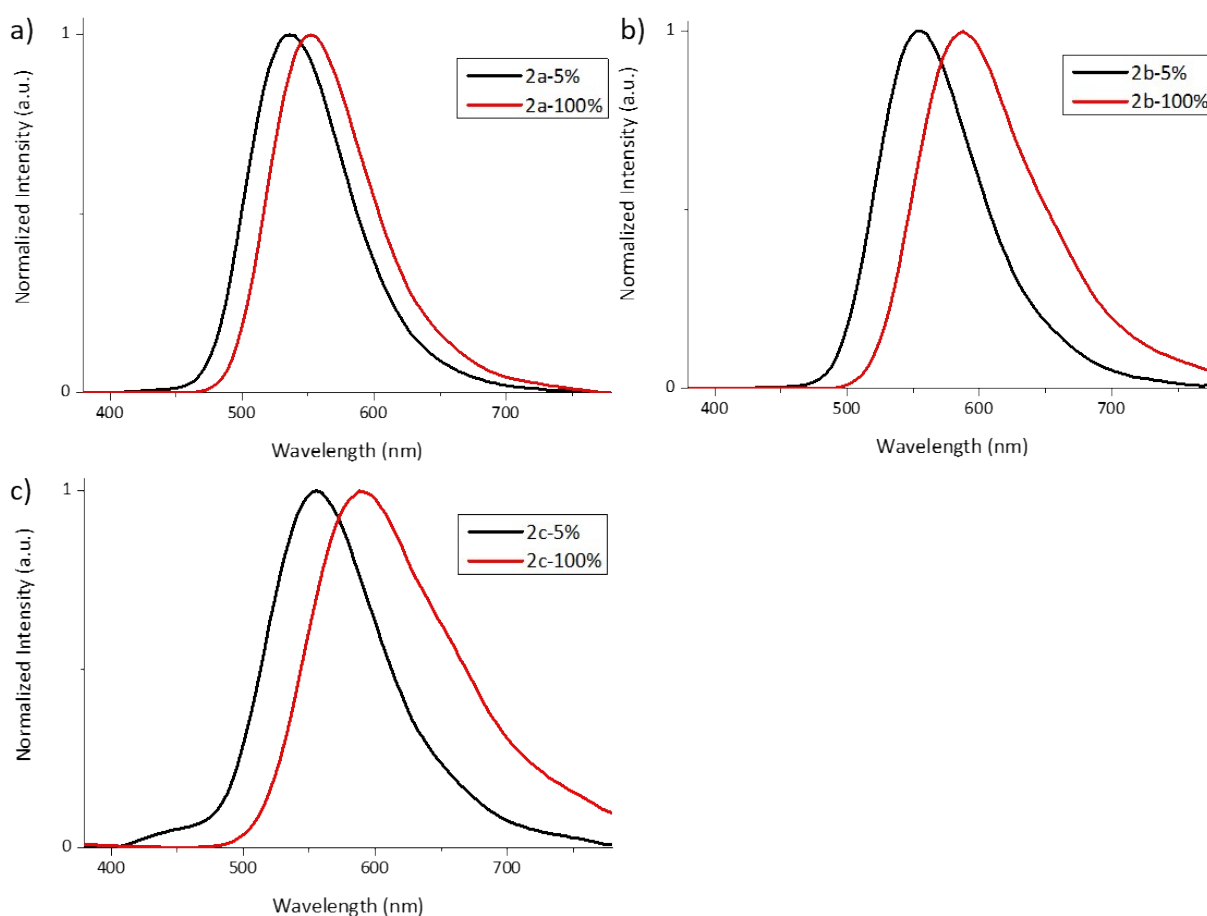 a)
1
0
Normalized Intensity (a.u.)
2a-5%
2a-100%
400 500 600 700
Wavelength (nm)
b)
1
0
Normalized Intensity (a.u.)
2b-5%
2b-100%
400 500 600 700
Wavelength (nm)
c)
1
0
Normalized Intensity (a.u.)
2c-5%
2c-100%
400 500 600 700
Wavelength (nm)